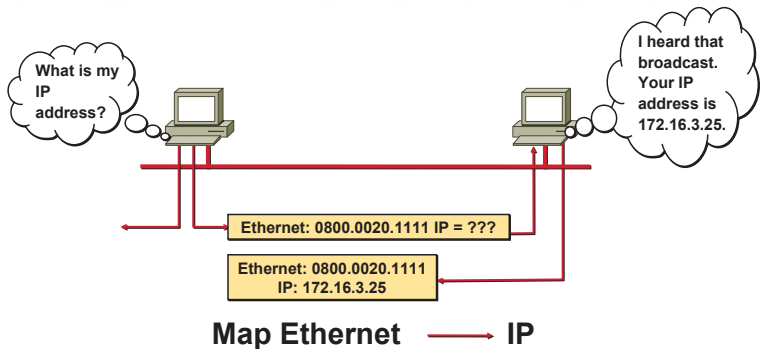 What is my
IP
address?
I heard that
broadcast.
Your IP
address is
172.16.3.25.
Ethernet: 0800.0020.1111 IP = ???
Ethernet: 0800.0020.1111
IP: 172.16.3.25
Map Ethernet IP